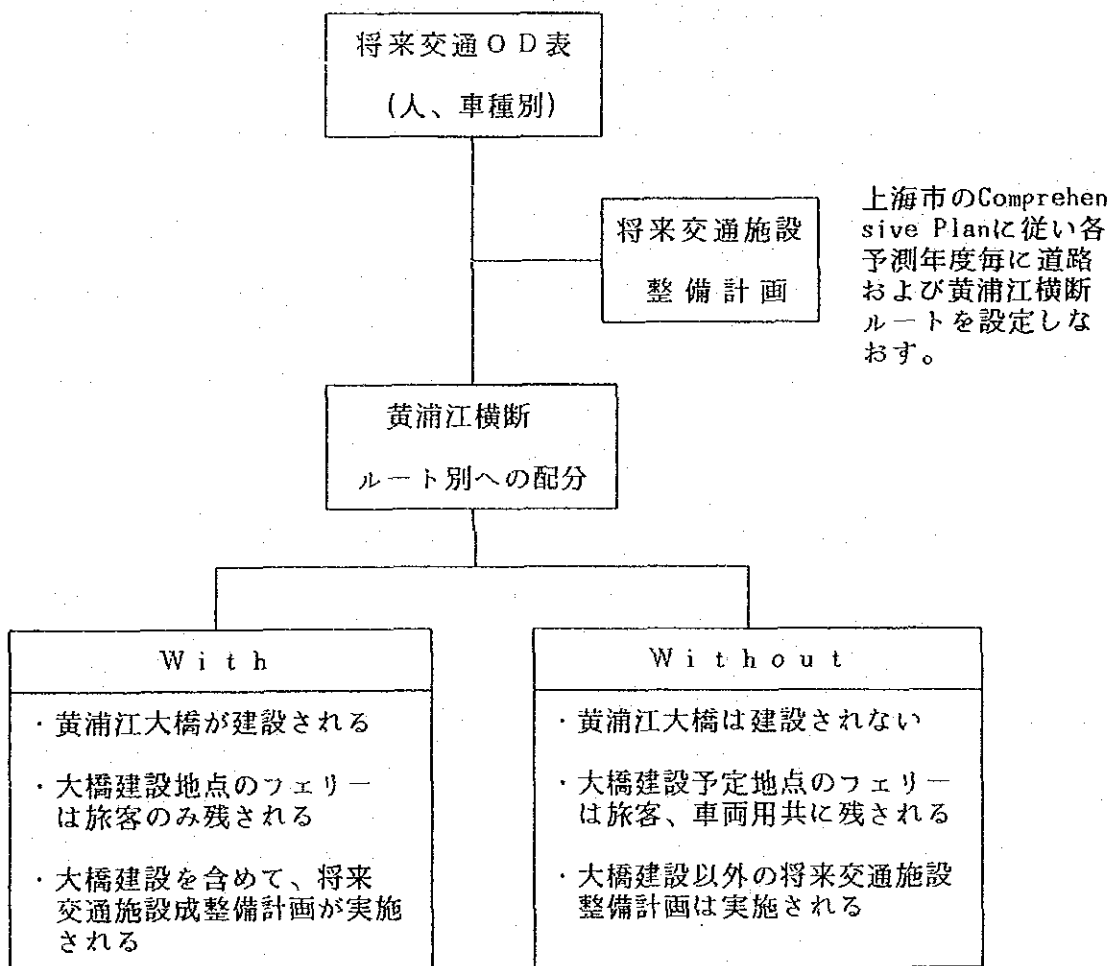 将来交通OD表
(人、車種別)
将来交通施設
整備計画
上海市のComprehen
sive Planに従い各
予測年度毎に道路
および黄浦江横断
ルートを設定しな
おす。
黄浦江横断
ルート別への配分
With
・黄浦江大橋が建設される
・大橋建設地点のフェリー
は旅客のみ残される
・大橋建設を含めて、将来
交通施設成整備計画が実施
される
Without
・黄浦江大橋は建設されない
・大橋建設予定地点のフェリー
は旅客、車両用共に残される
・大橋建設以外の将来交通施設
整備計画は実施される